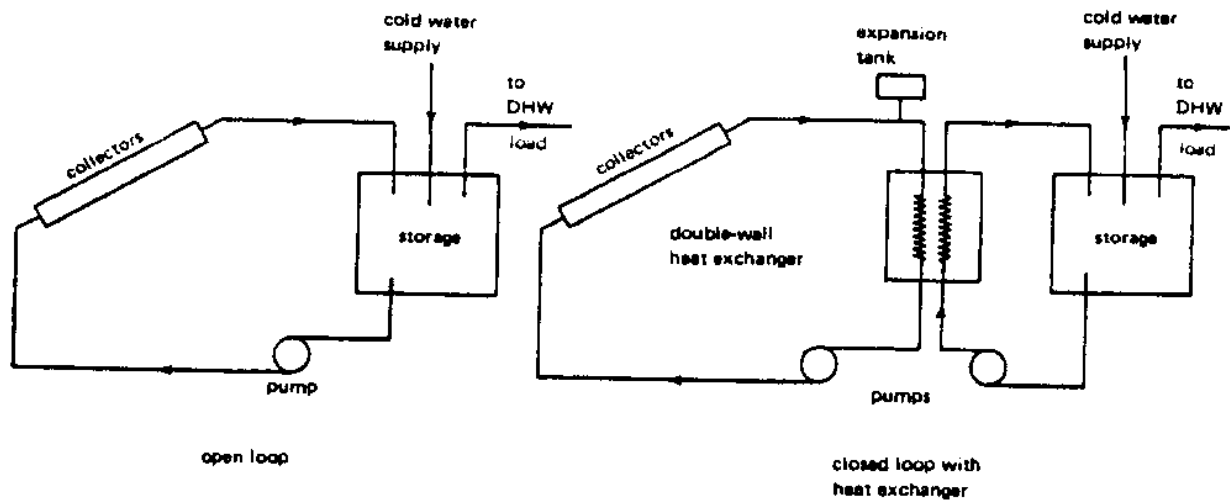 cold water
supply
to
DHW
load
collectors
storage
pump
open loop
expansion
tank
cold water
supply
to
DHW
load
collectors
double-wall
heat exchanger
storage
pumps
closed loop with
heat exchanger